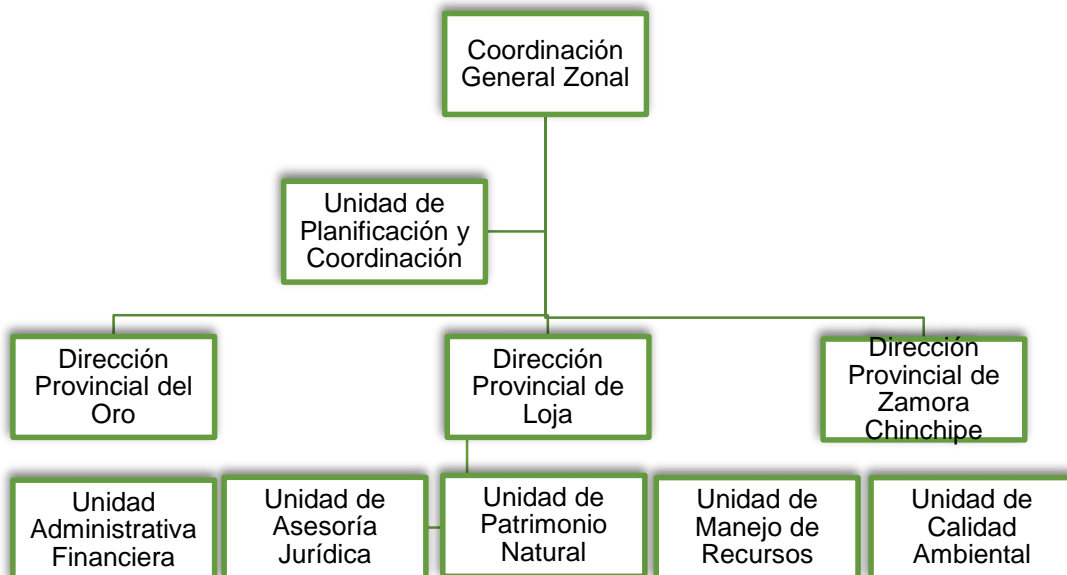 Coordinación
General Zonal
Unidad de
Planificación y
Coordinación
Dirección
Provincial del
Oro
Dirección
Provincial de
Loja
Dirección
Provincial de
Zamora
Chinchipe
Unidad
Administrativa
Financiera
Unidad de
Asesoría
Jurídica
Unidad de
Patrimonio
Natural
Unidad de
Manejo de
Recursos
Unidad de
Calidad
Ambiental